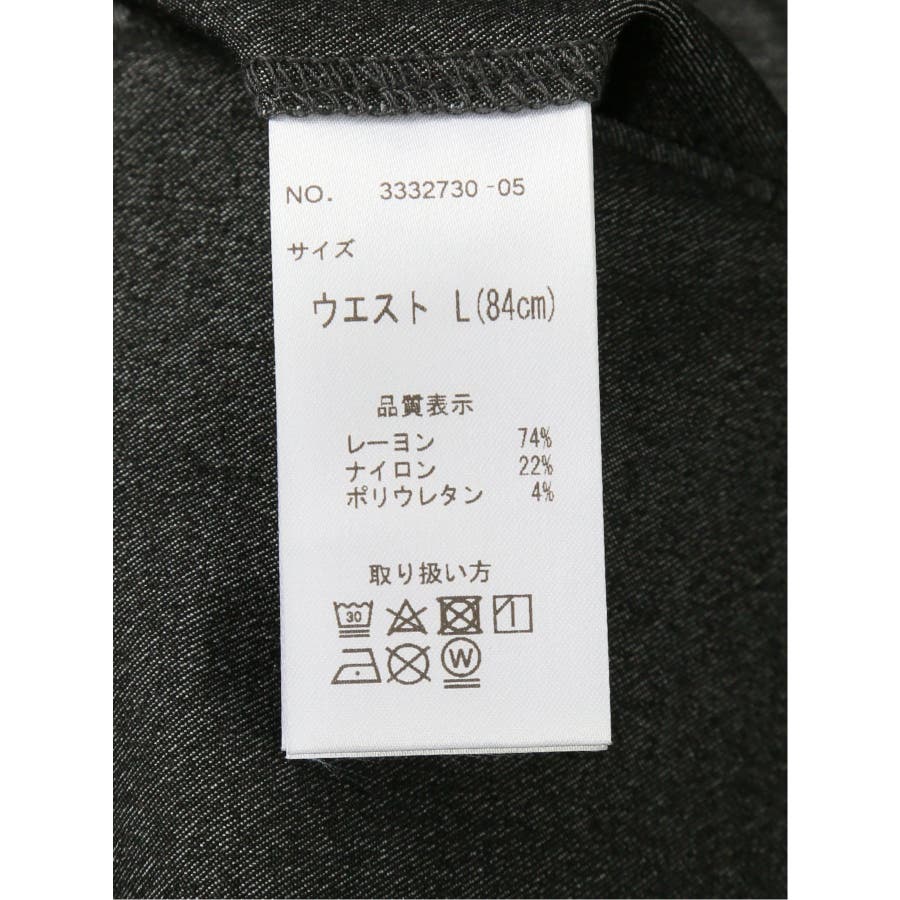 NO. 3332730-05
サイズ
ウエスト L(84cm)
品質表示
レーヨン 74%
ナイロン 22%
ポリウレタン 4%
取り扱い方
30
W